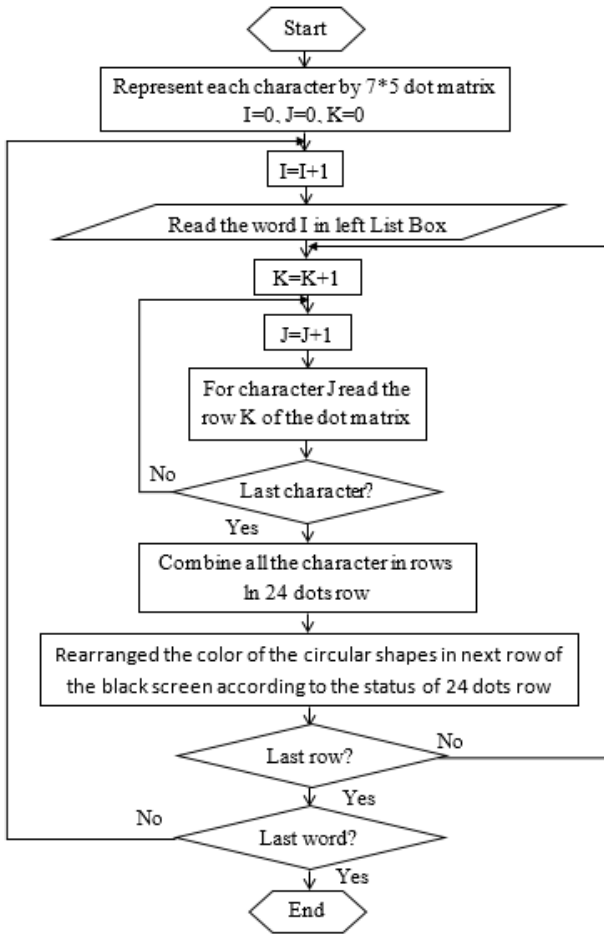 Start
Represent each character by 7*5 dot matrix
I=0, J=0, K=0
I=I+1
Read the word I in left List Box
K=K+1
J=J+1
For character J read the
row K of the dot matrix
No
Last character?
Yes
Combine all the character in rows
ln 24 dots row
Rearranged the color of the circular shapes in next row of
the black screen according to the status of 24 dots row
Last row?
No
Yes
No
Last word?
Yes
End